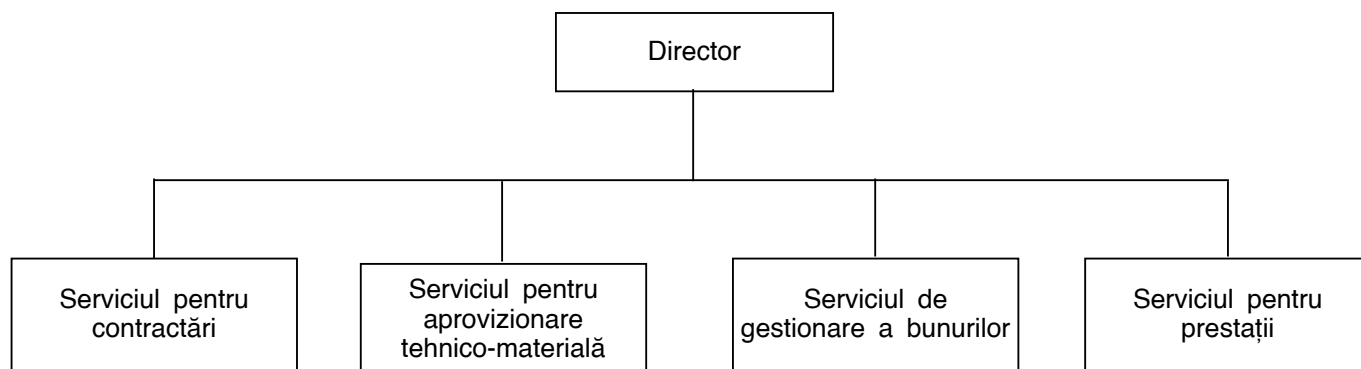 Director
Serviciul pentru
contractări
Serviciul pentru
aprovizionare
tehnico-materială
Serviciul de
gestionare a bunurilor
Serviciul pentru
prestații